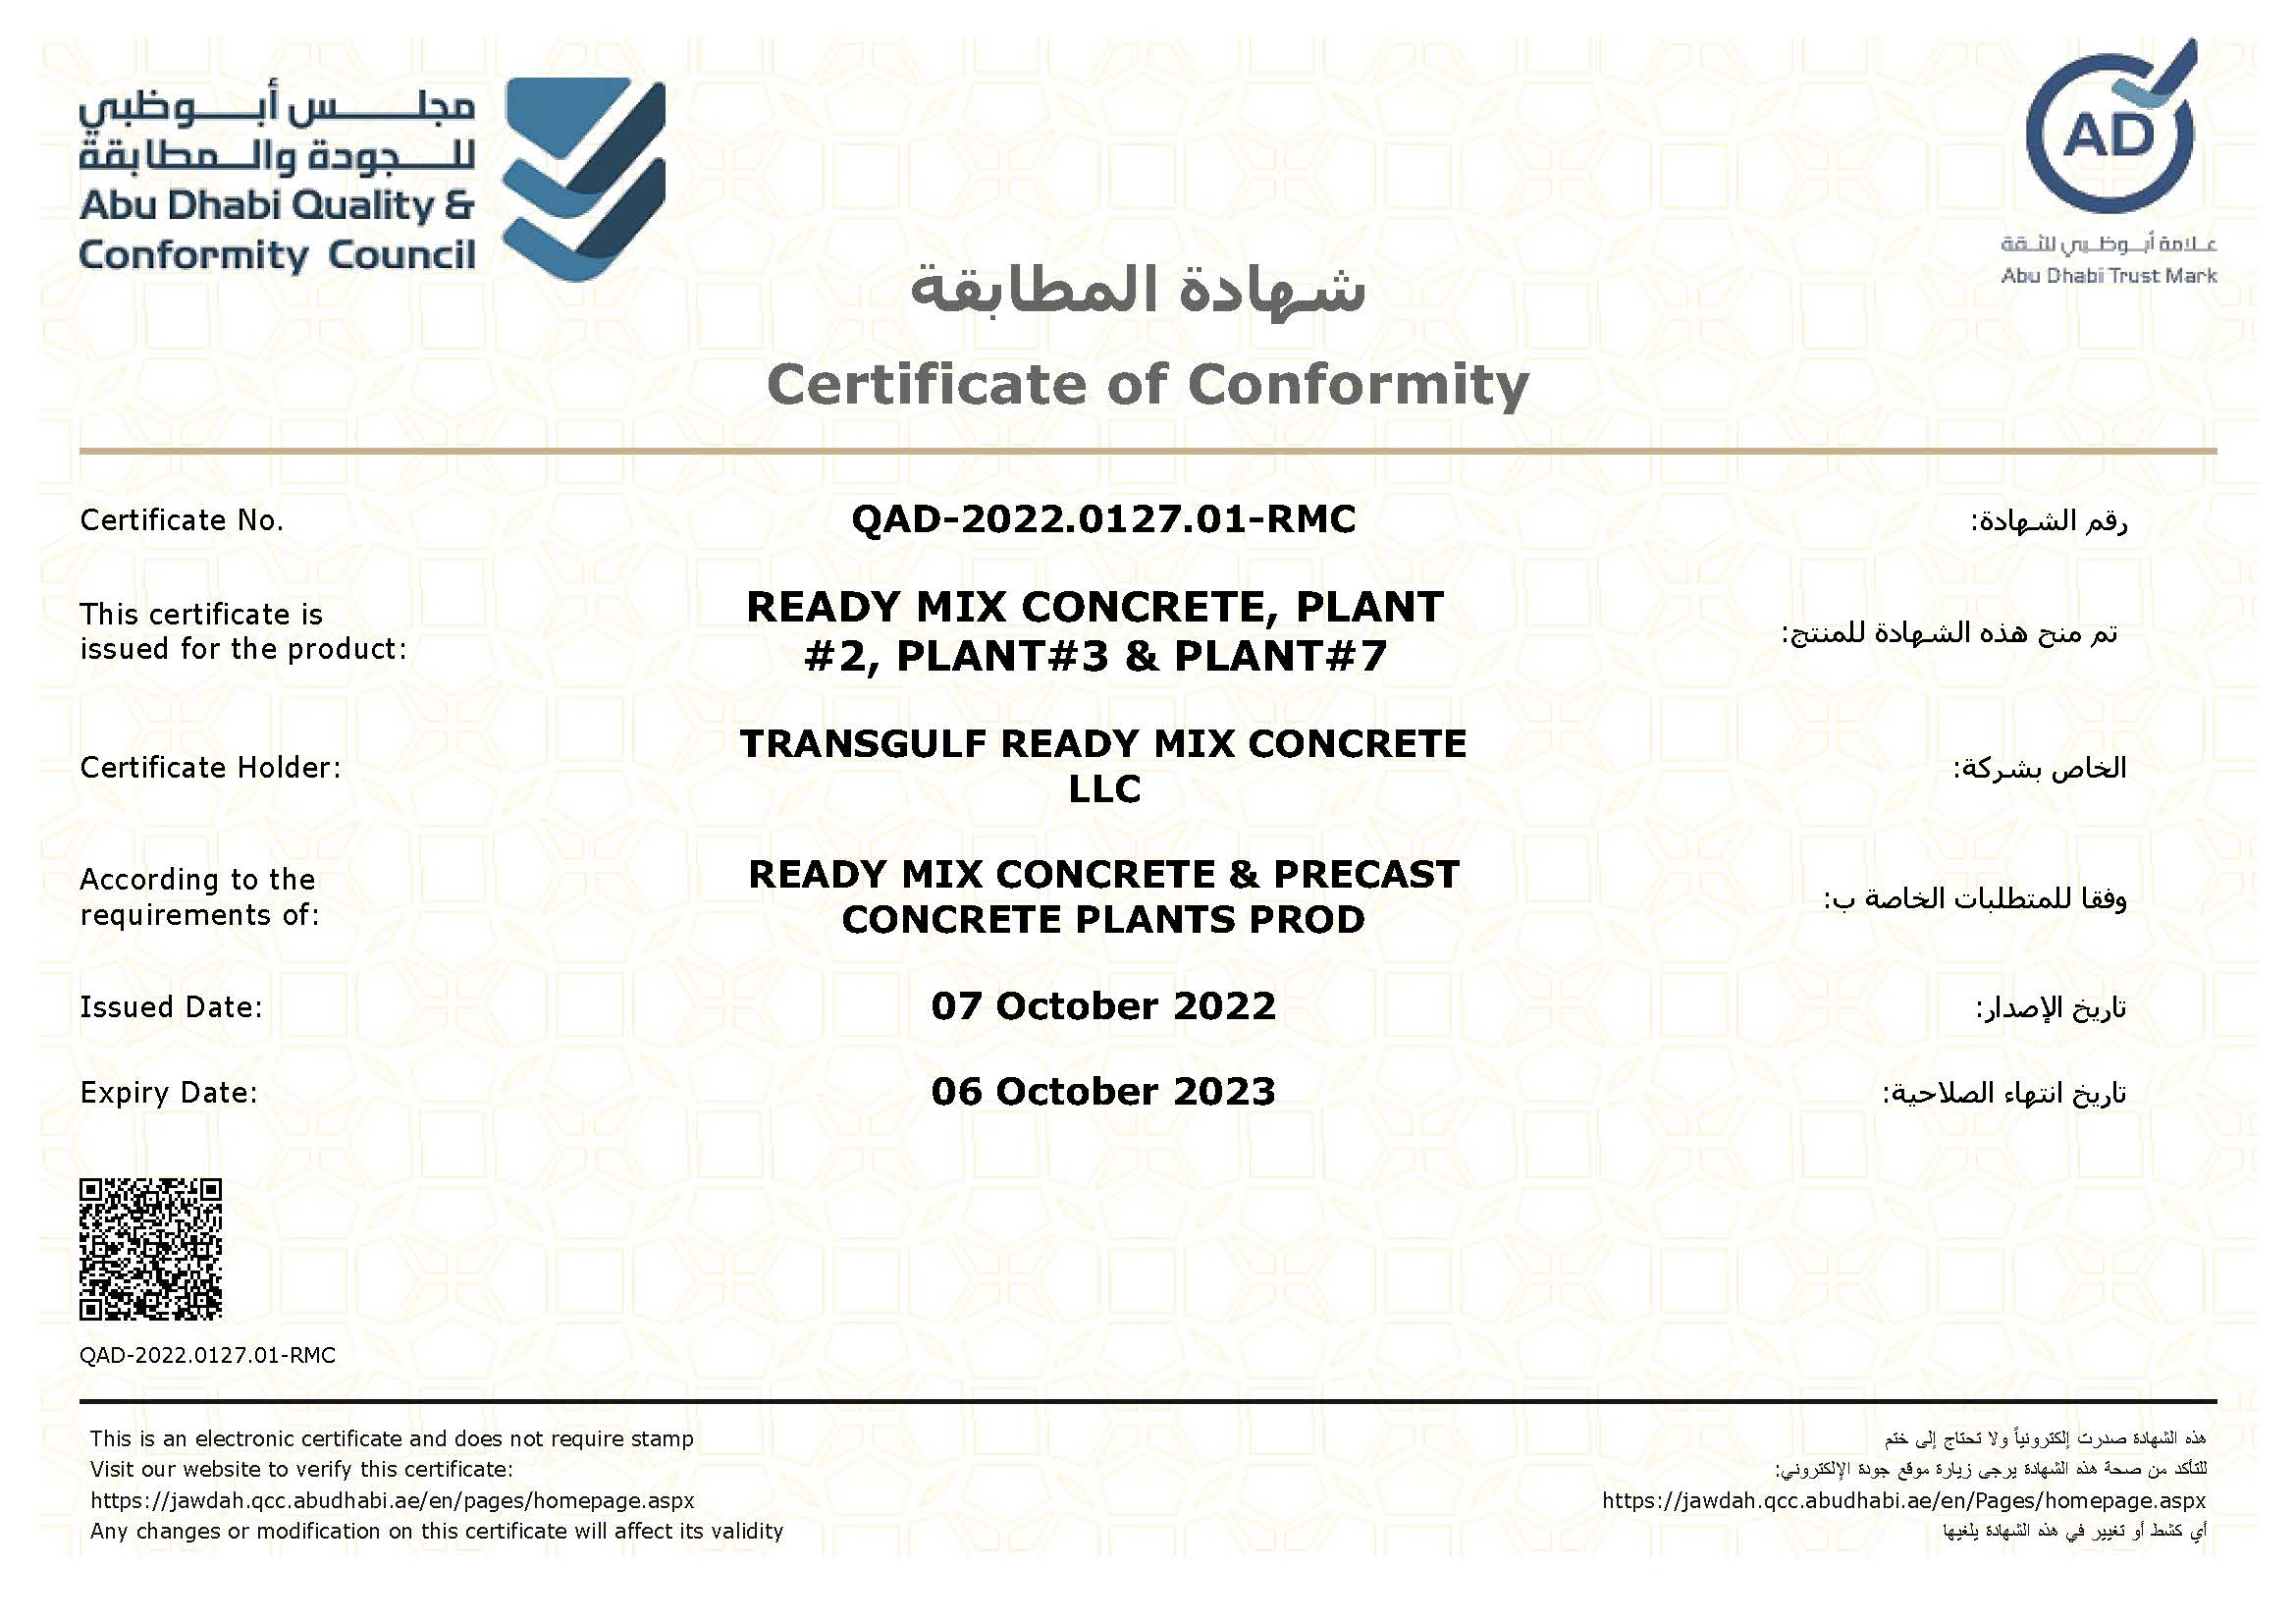 مجلس أبوظبي
للجودة والمطابقة
Abu Dhabi Quality &
Conformity Council
AD
علامة أبوظبي للثقة
Abu Dhabi Trust Mark
شهادة المطابقة
Certificate of Conformity
Certificate No.
QAD-2022.0127.01-RMC
رقم الشهادة:
This certificate is
issued for the product:
READY MIX CONCRETE, PLANT
#2, PLANT#3 & PLANT#7
تم منح هذه الشهادة للمنتج:
Certificate Holder:
TRANSGULF READY MIX CONCRETE
LLC
الخاص بشركة:
According to the
requirements of:
READY MIX CONCRETE & PRECAST
CONCRETE PLANTS PROD
وفقا للمتطلبات الخاصة ب:
Issued Date:
07 October 2022
تاريخ الإصدار:
Expiry Date:
06 October 2023
تاريخ انتهاء الصلاحية:
QAD-2022.0127.01-RMC
This is an electronic certificate and does not require stamp
Visit our website to verify this certificate:
https://jawdah.qcc.abudhabi.ae/en/pages/homepage.aspx
Any changes or modification on this certificate will affect its validity
هذه الشهادة صدرت إلكترونياً ولا تحتاج إلى ختم
للتأكد من صحة هذه الشهادة يرجى زيارة موقع جودة الإلكتروني:
https://jawdah.qcc.abudhabi.ae/en/Pages/homepage.aspx
أي كشط أو تغيير في هذه الشهادة يلغيها